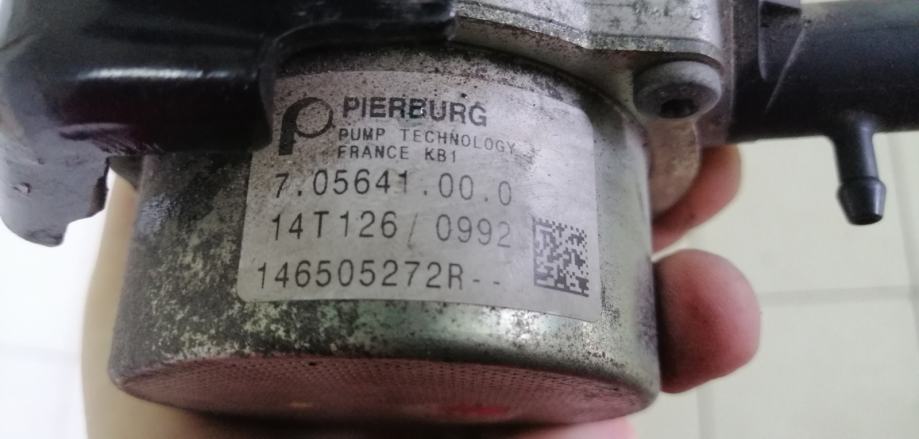 PIERBURG
PUMP TECHNOLOGY
FRANCE KB1
7.05641.00.0
14T126/0992
146505272R--